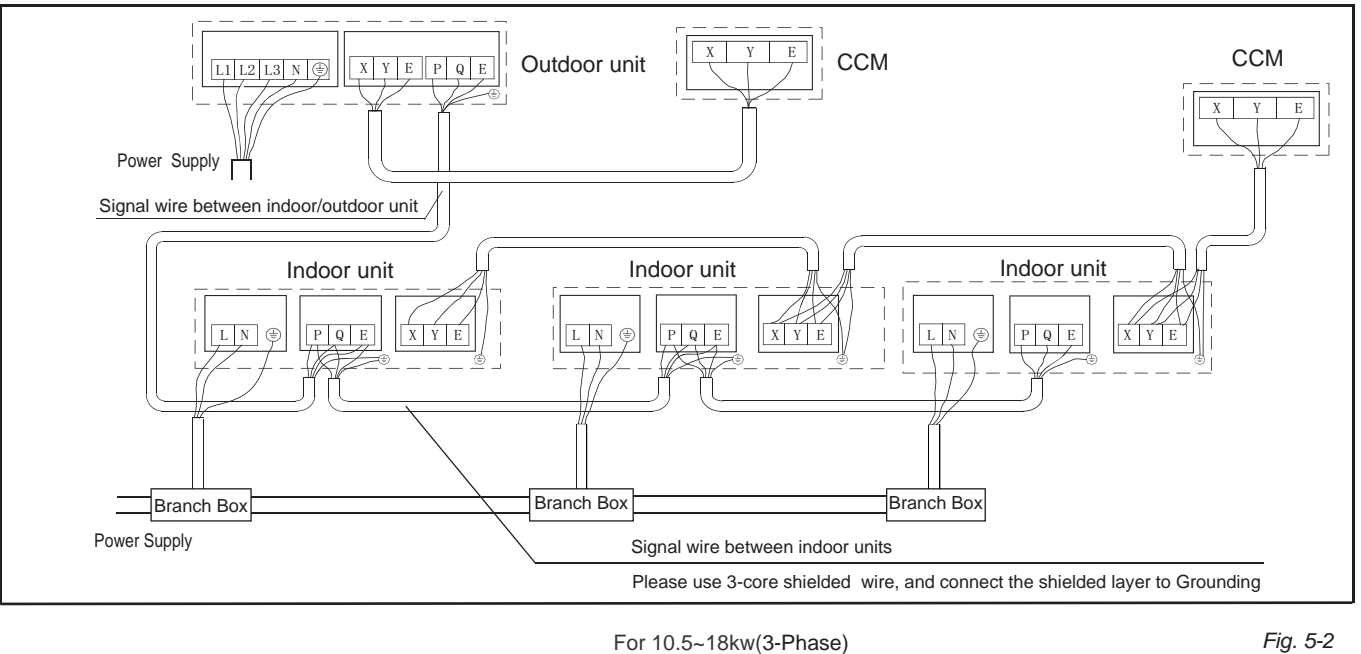 L1 L2 L3 N
X Y E P Q E
Outdoor unit
X Y E
CCM
CCM
X Y E
Power Supply
Signal wire between indoor/outdoor unit
Indoor unit
Indoor unit
Indoor unit
L N
P Q E
X Y E
L N
P Q E
X Y E
L N
P Q E
X Y E
Branch Box
Branch Box
Branch Box
Power Supply
Signal wire between indoor units
Please use 3-core shielded wire, and connect the shielded layer to Grounding
For 10.5~18kw(3-Phase)
Fig. 5-2